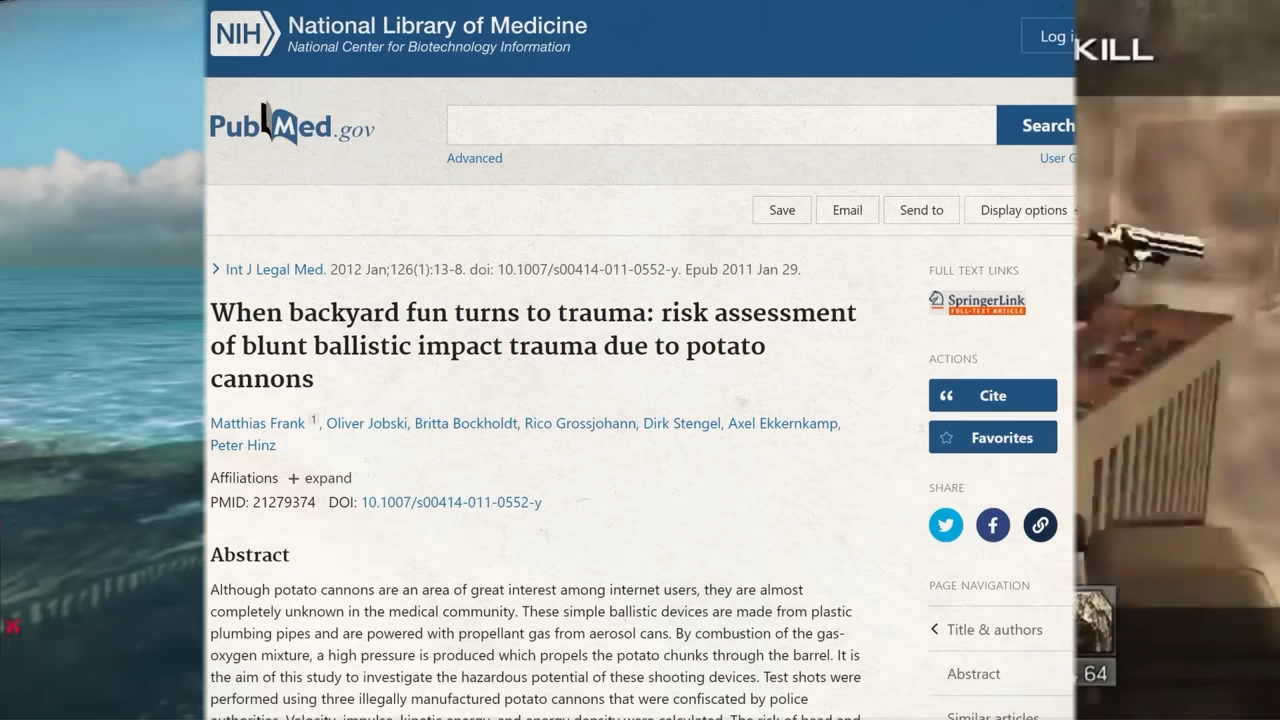 NIH National Library of Medicine
National Center for Biotechnology Information
Log i
KILL
PubMed.gov
Search
Advanced
User G
Save Email Send to Display options
Int J Legal Med. 2012 Jan;126(1):13-8. doi: 10.1007/s00414-011-0552-y. Epub 2011 Jan 29.
When backyard fun turns to trauma: risk assessment
of blunt ballistic impact trauma due to potato
cannons
Matthias Frank 1, Oliver Jobski, Britta Bockholdt, Rico Grossjohann, Dirk Stengel, Axel Ekkernkamp,
Peter Hinz
Affiliations + expand
PMID: 21279374 DOI: 10.1007/s00414-011-0552-y
Abstract
Although potato cannons are an area of great interest among internet users, they are almost
completely unknown in the medical community. These simple ballistic devices are made from plastic
plumbing pipes and are powered with propellant gas from aerosol cans. By combustion of the gas-
oxygen mixture, a high pressure is produced which propels the potato chunks through the barrel. It is
the aim of this study to investigate the hazardous potential of these shooting devices. Test shots were
performed using three illegally manufactured potato cannons that were confiscated by police
authorities. Velocity, impulse, kinetic energy, and energy density were calculated. The risk of head and
FULL TEXT LINKS
SpringerLink
FULL-TEXT ARTICLE
ACTIONS
Cite
Favorites
SHARE
PAGE NAVIGATION
Title & authors
Abstract
Similar articles
64